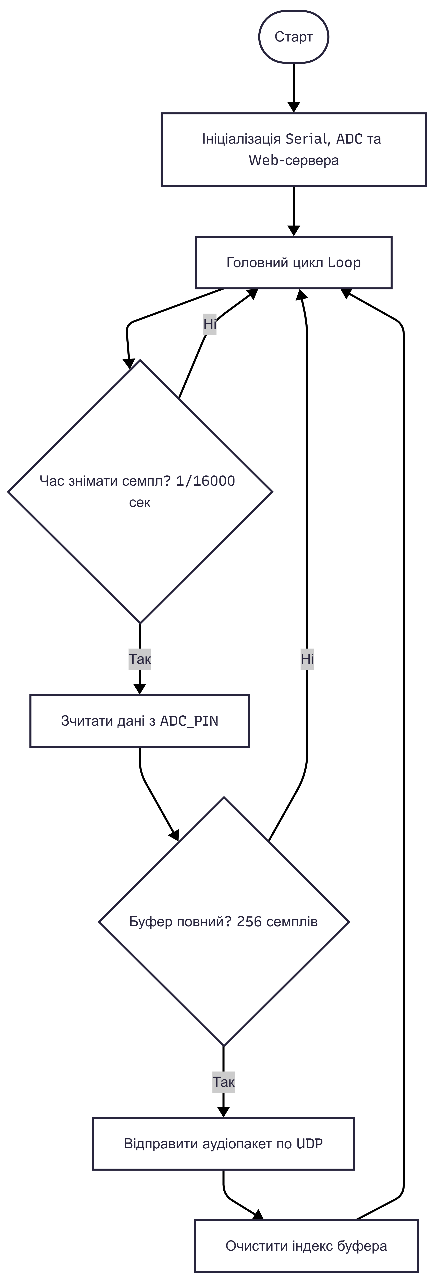 Старт
Ініціалізація Serial, ADC та
Web-сервера
Головний цикл Loop
Ні
Час знімати семпл? 1/16000
сек
Так
Ні
Зчитати дані з ADC_PIN
Буфер повний? 256 семплів
Так
Відправити аудіопакет по UDP
Очистити індекс буфера